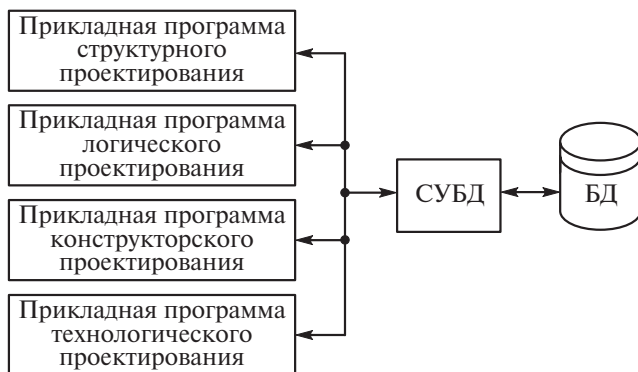 Прикладная программа
структурного
проектирования
Прикладная программа
логического
проектирования
Прикладная программа
конструкторского
проектирования
Прикладная программа
технологического
проектирования
СУБД
БД